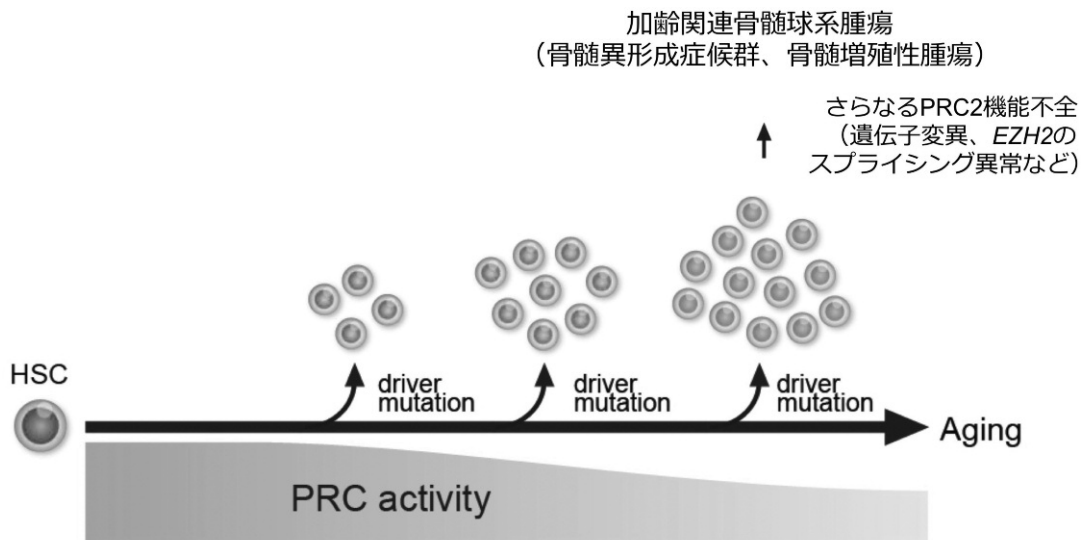 加齢関連骨髄球系腫瘍
（骨髄異形成症候群、骨髄増殖性腫瘍）
さらなるPRC2機能不全
（遺伝子変異、EZH2の
スプライシング異常など）
HSC
driver
mutation
driver
mutation
driver
mutation
Aging
PRC activity